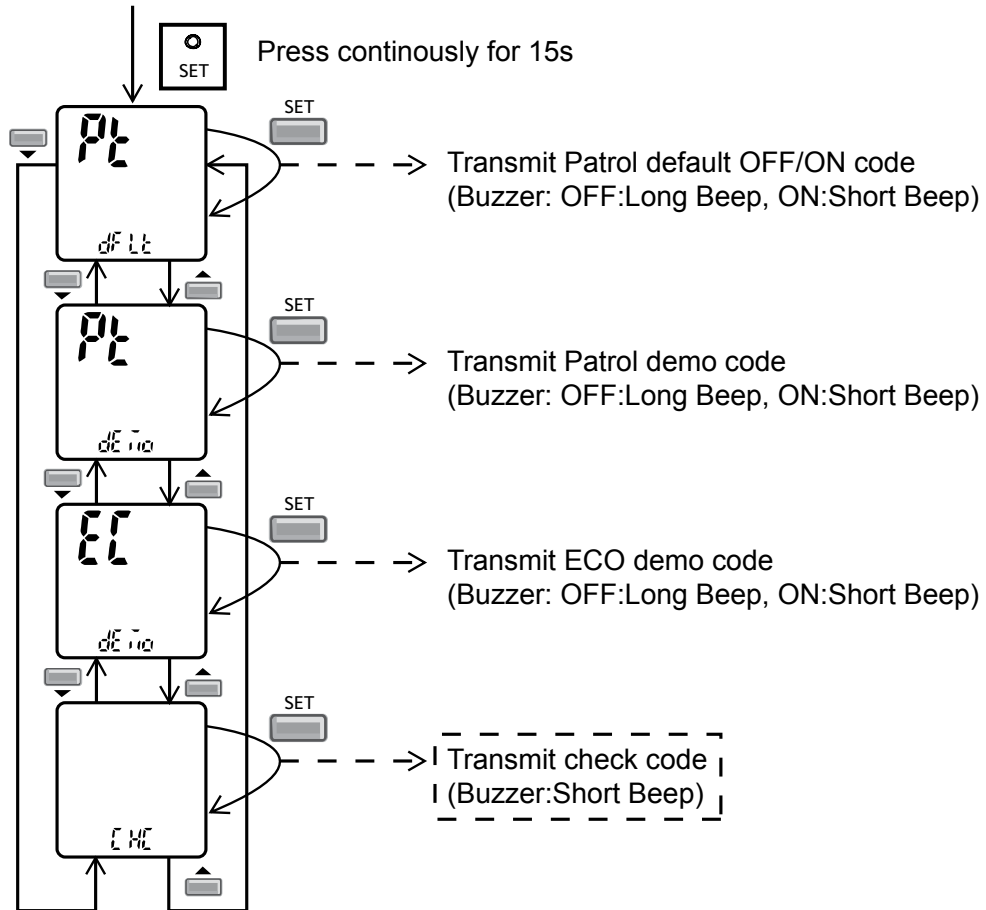 SET
Press continously for 15s
Pt
dFLt
SET
Transmit Patrol default OFF/ON code
(Buzzer: OFF:Long Beep, ON:Short Beep)
Pt
dEmo
SET
Transmit Patrol demo code
(Buzzer: OFF:Long Beep, ON:Short Beep)
EC
dEmo
SET
Transmit ECO demo code
(Buzzer: OFF:Long Beep, ON:Short Beep)
CHC
SET
Transmit check code
(Buzzer:Short Beep)